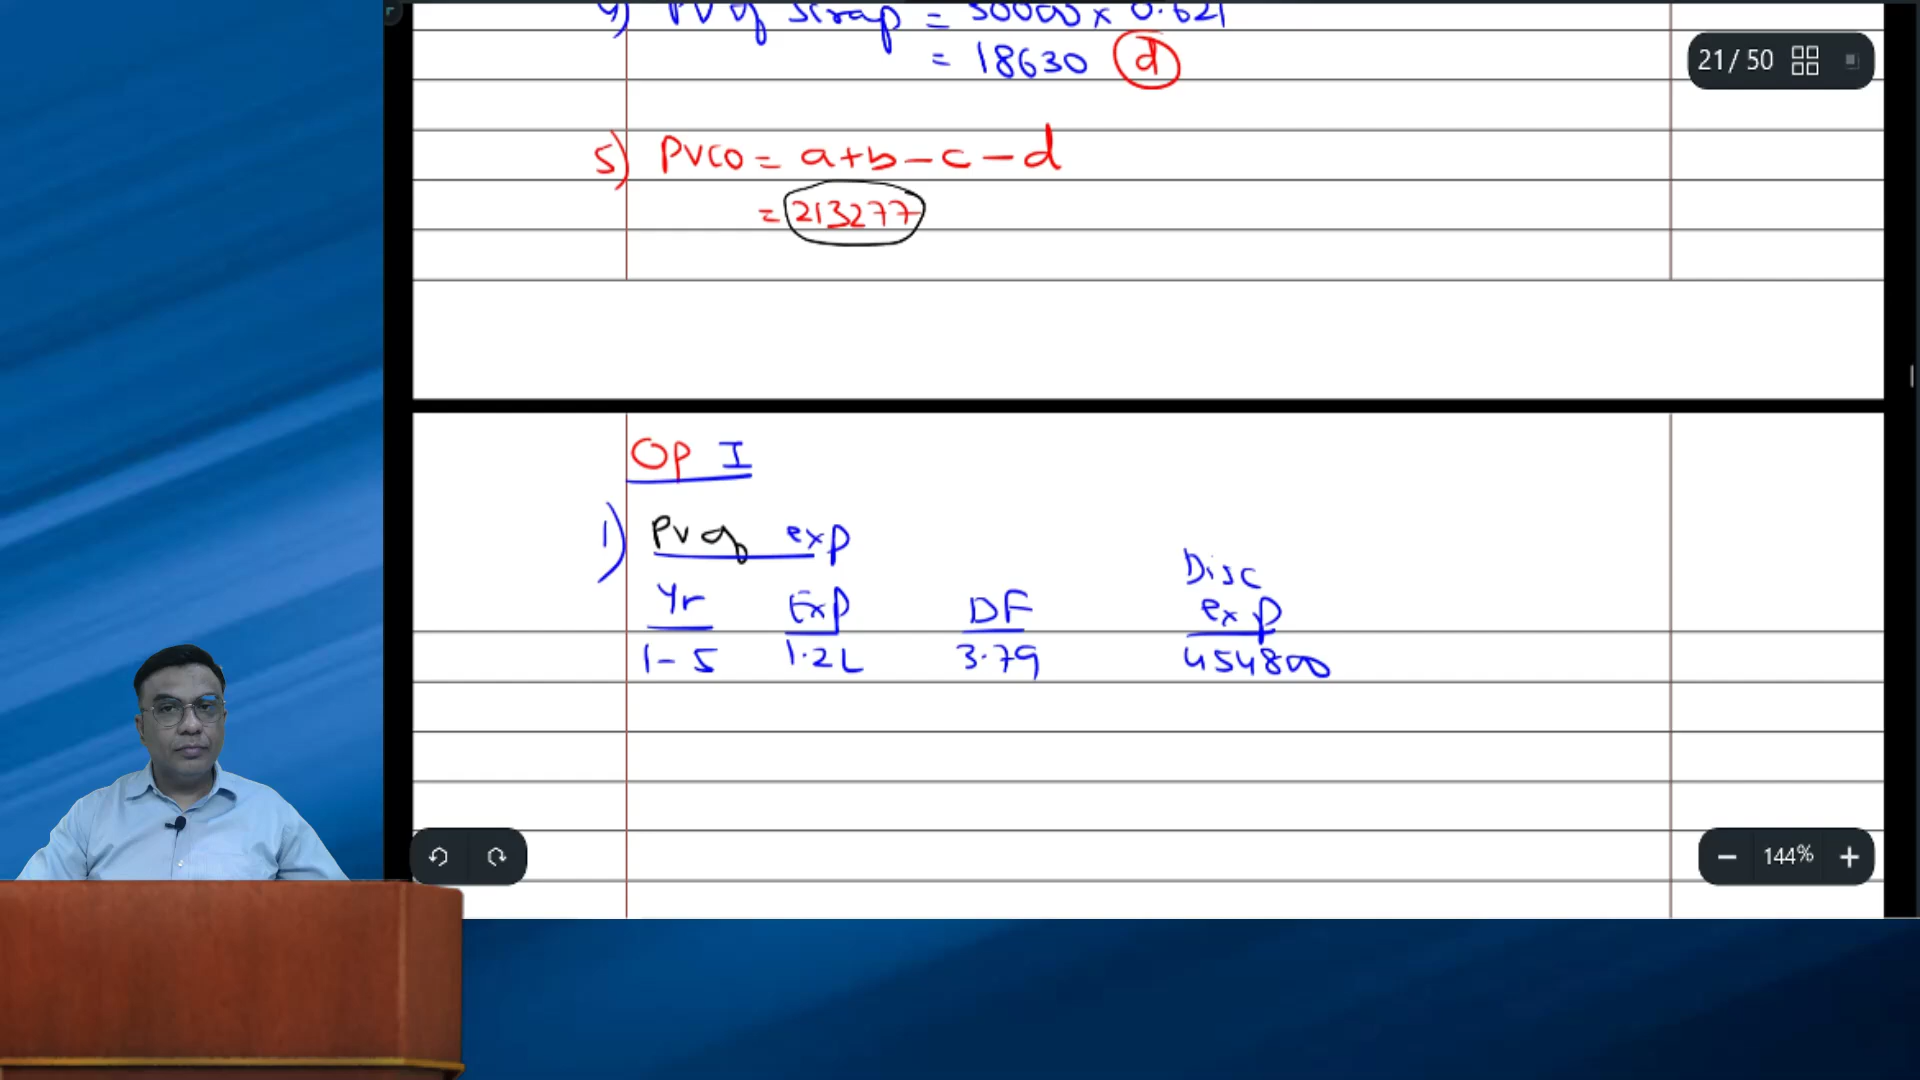 4) PV of Scrap = 30000 x 0.621
= 18630 d
21 / 50
5) PVCO = a+b-c-d
= 213277
Op I
1) PV of exp
Yr Exp DF Disc exp
1-5 1.2L 3.79 454800
144%